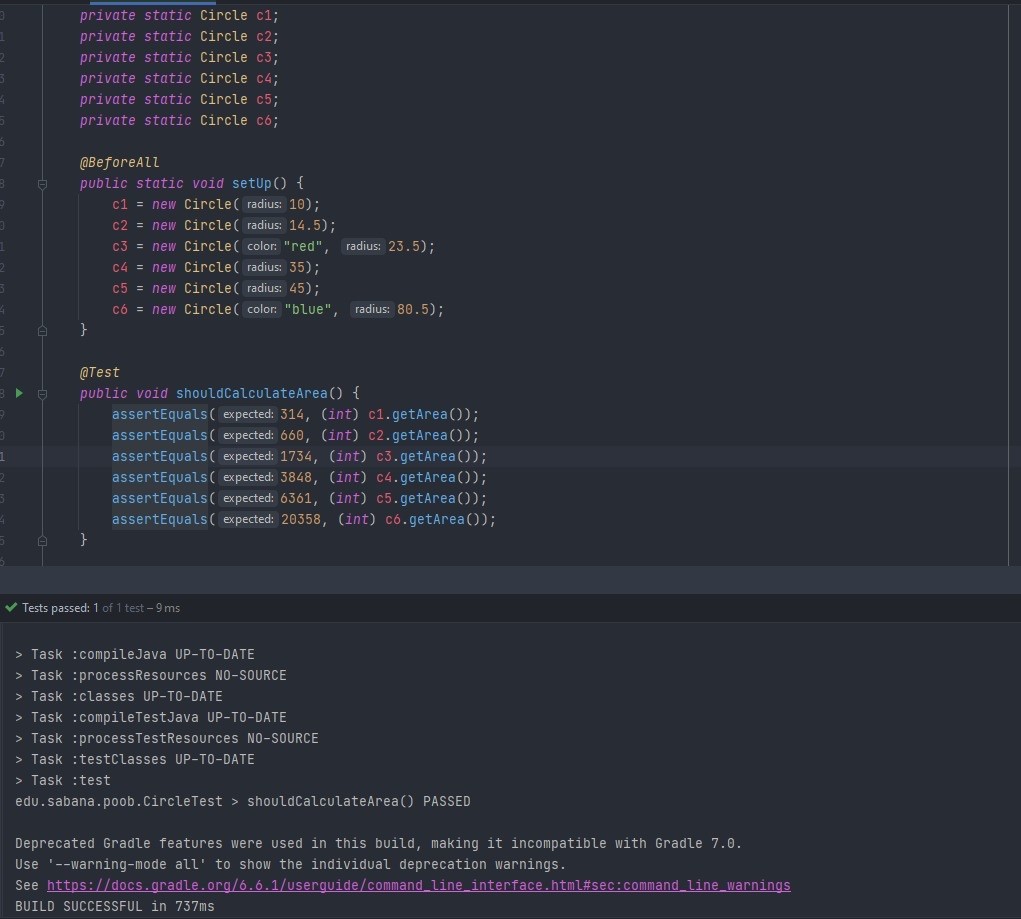 private static Circle c1;
private static Circle c2;
private static Circle c3;
private static Circle c4;
private static Circle c5;
private static Circle c6;
@BeforeAll
public static void setUp() {
c1 = new Circle( radius: 10);
c2 = new Circle( radius: 14.5);
c3 = new Circle( color: "red", radius: 23.5);
c4 = new Circle( radius: 35);
c5 = new Circle( radius: 45);
c6 = new Circle( color: "blue", radius: 80.5);
}
@Test
public void shouldCalculateArea() {
assertEquals( expected: 314, (int) c1.getArea());
assertEquals( expected: 660, (int) c2.getArea());
assertEquals( expected: 1734, (int) c3.getArea());
assertEquals( expected: 3848, (int) c4.getArea());
assertEquals( expected: 6361, (int) c5.getArea());
assertEquals( expected: 20358, (int) c6.getArea());
}
Tests passed: 1 of 1 test – 9 ms
> Task :compileJava UP-TO-DATE
> Task :processResources NO-SOURCE
> Task :classes UP-TO-DATE
> Task :compileTestJava UP-TO-DATE
> Task :processTestResources NO-SOURCE
> Task :testClasses UP-TO-DATE
> Task :test
edu.sabana.poob.CircleTest > shouldCalculateArea() PASSED
Deprecated Gradle features were used in this build, making it incompatible with Gradle 7.0.
Use '--warning-mode all' to show the individual deprecation warnings.
See https://docs.gradle.org/6.6.1/userguide/command_line_interface.html#sec:command_line_warnings
BUILD SUCCESSFUL in 737ms